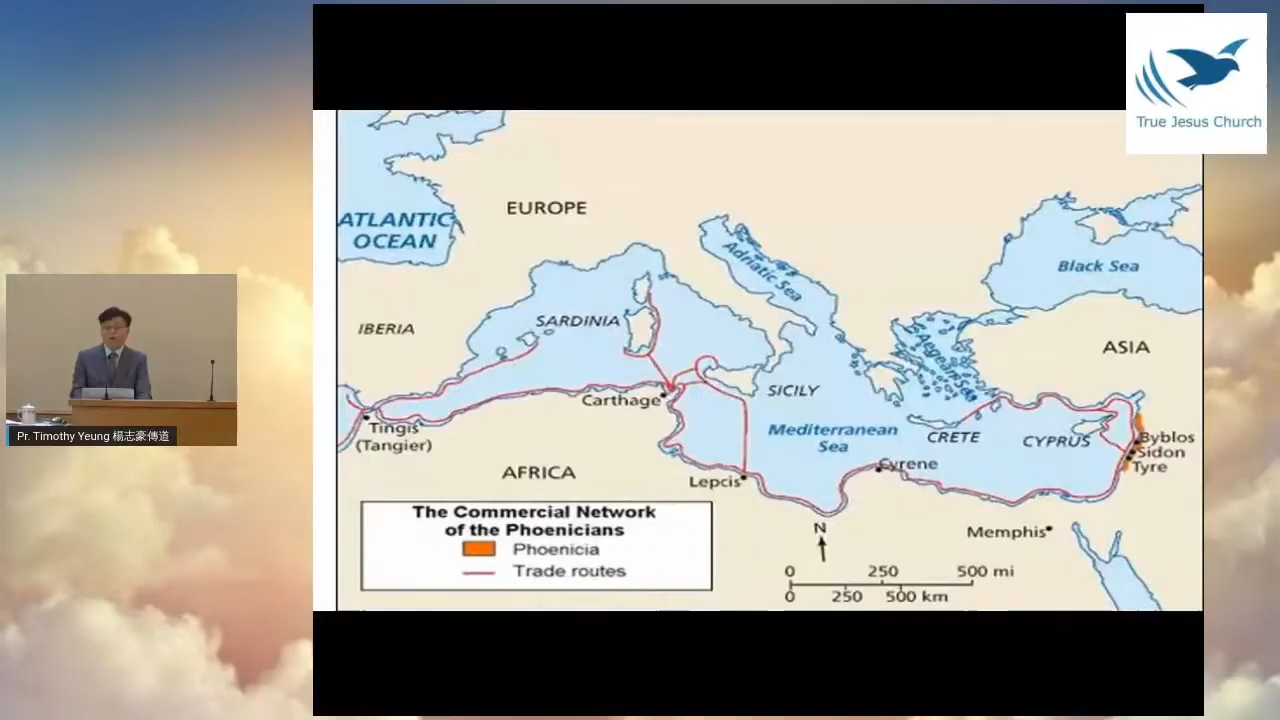 True Jesus Church
ATLANTIC
OCEAN
EUROPE
Adriatic Sea
Black Sea
IBERIA
SARDINIA
Aegean Sea
ASIA
SICILY
Carthage
Tingis
(Tangier)
Mediterranean
Sea
CRETE
CYPRUS
Byblos
Sidon
Tyre
Cyrene
AFRICA
Lepcis
Memphis
N
The Commercial Network
of the Phoenicians
Phoenicia
Trade routes
0 250 500 mi
0 250 500 km
Pr. Timothy Yeung 楊志豪傳道